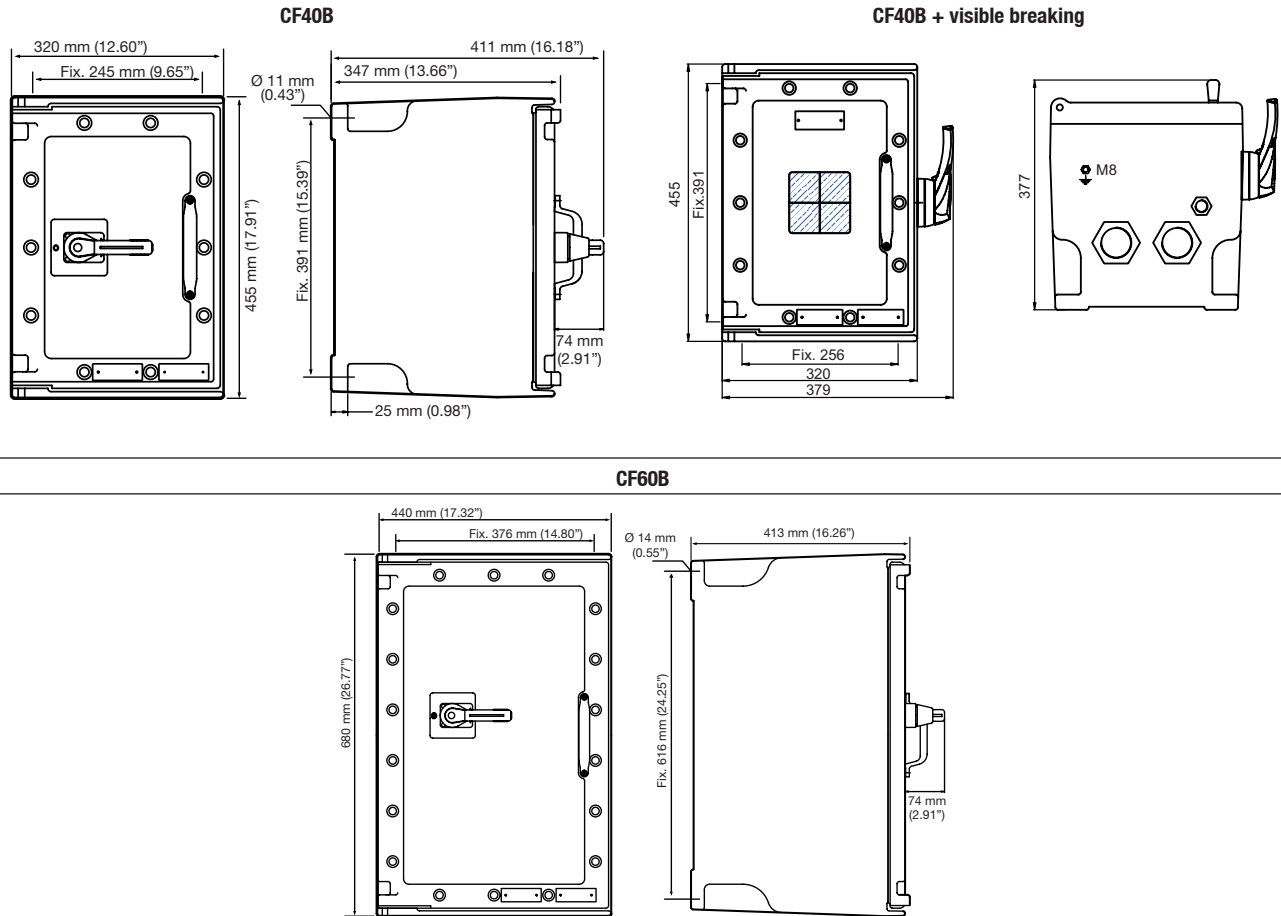 CF40B
CF40B + visible breaking
320 mm (12.60”)
Fix. 245 mm (9.65”)
455 mm (17.91”)
411 mm (16.18”)
347 mm (13.66”)
Ø 11 mm
(0.43”)
Fix. 391 mm (15.39”)
74 mm
(2.91”)
25 mm (0.98”)
455
Fix.391
Fix. 256
320
379
377
M8
CF60B
440 mm (17.32”)
Fix. 376 mm (14.80”)
680 mm (26.77”)
Ø 14 mm
(0.55”)
413 mm (16.26”)
Fix. 616 mm (24.25”)
74 mm
(2.91”)